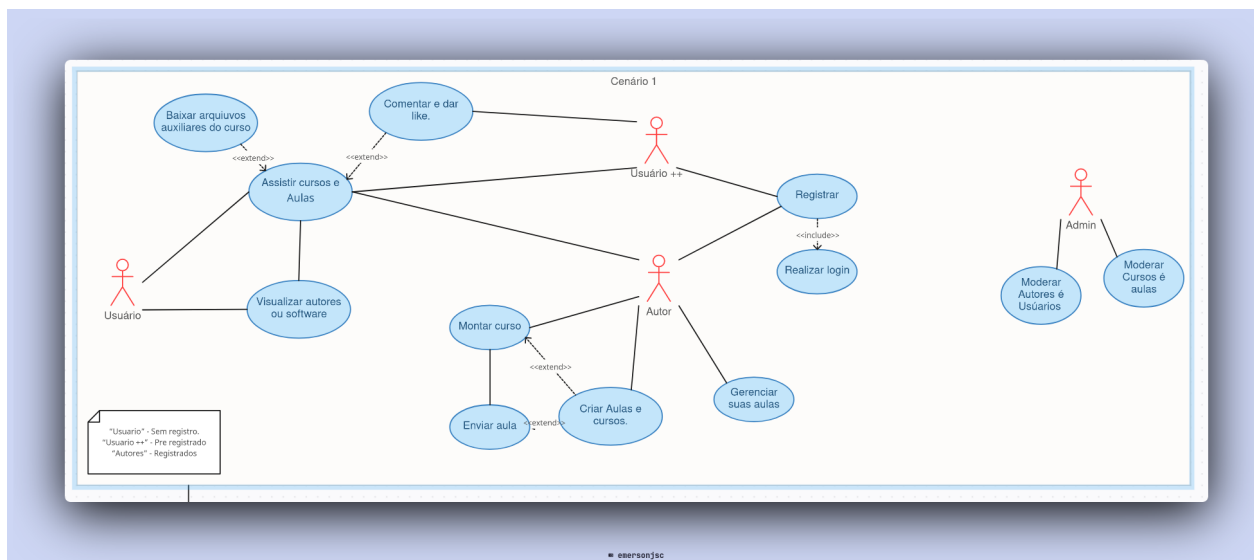 Cenário 1
Baixar arquiuvos
auxiliares do curso
Comentar e dar
like.
<<extend>>
<<extend>>
Assistir cursos e
Aulas
Usuário ++
Registrar
<<include>>
Realizar login
Admin
Moderar
Autores é
Usúarios
Moderar
Cursos é
aulas
Usuário
Visualizar autores
ou software
Autor
Montar curso
<<extend>>
Gerenciar
suas aulas
Criar Aulas e
cursos.
Enviar aula
<<extend>>
"Usuario" - Sem registro.
"Usuario ++" - Pre registrado
"Autores" - Registrados
emersonjsc